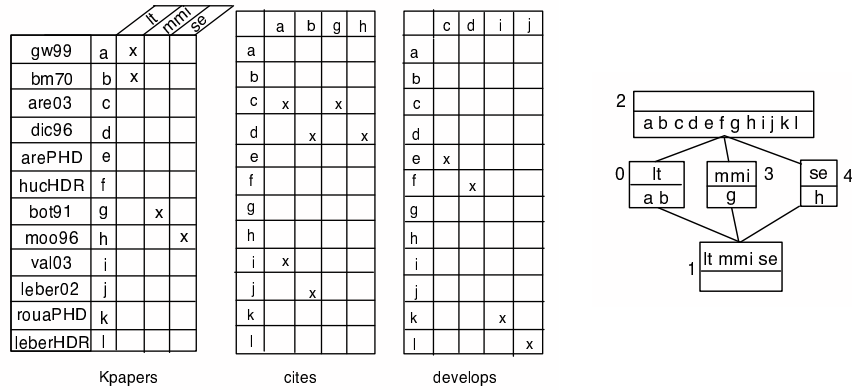 lt mmi se
gw99 a x
bm70 b x
are03 c
dic96 d
arePHD e
hucHDR f
bot91 g x
moo96 h x
val03 i
leber02 j
rouaPHD k
leberHDR l
Kpapers
a b g h
a
b
c x x
d x x
e
f
g
h
i x
j x
k
l
cites
c d i j
a
b
c
d
e x
f x
g
h
i
j
k x
l x
develops
2
a b c d e f g h i j k l
0 lt
a b
mmi 3
g
se 4
h
lt mmi se
1